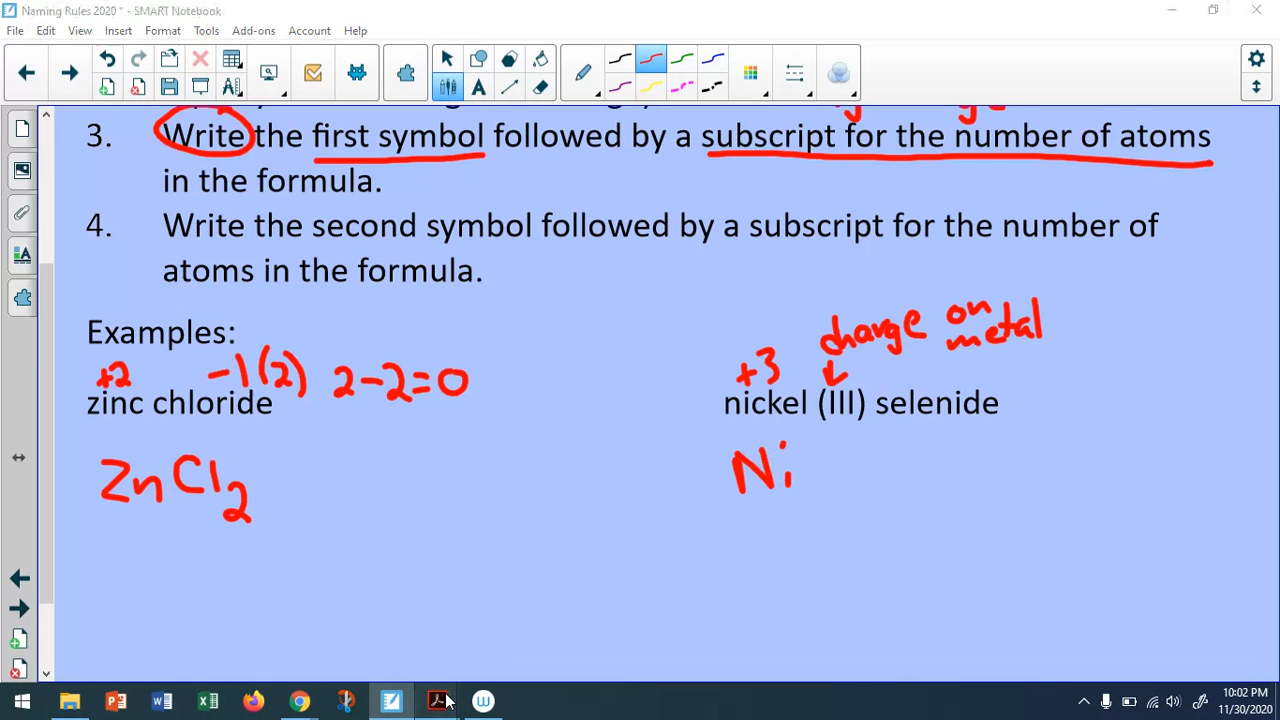 Naming Rules 2020 * - SMART Notebook
File Edit View Insert Format Tools Add-ons Account Help
3. Write the first symbol followed by a subscript for the number of atoms
in the formula.
4. Write the second symbol followed by a subscript for the number of
atoms in the formula.
Examples:
charge on metal
+2 -1(2) 2-2=0
+3
zinc chloride
nickel (III) selenide
ZnCl2
Ni
10:02 PM
11/30/2020